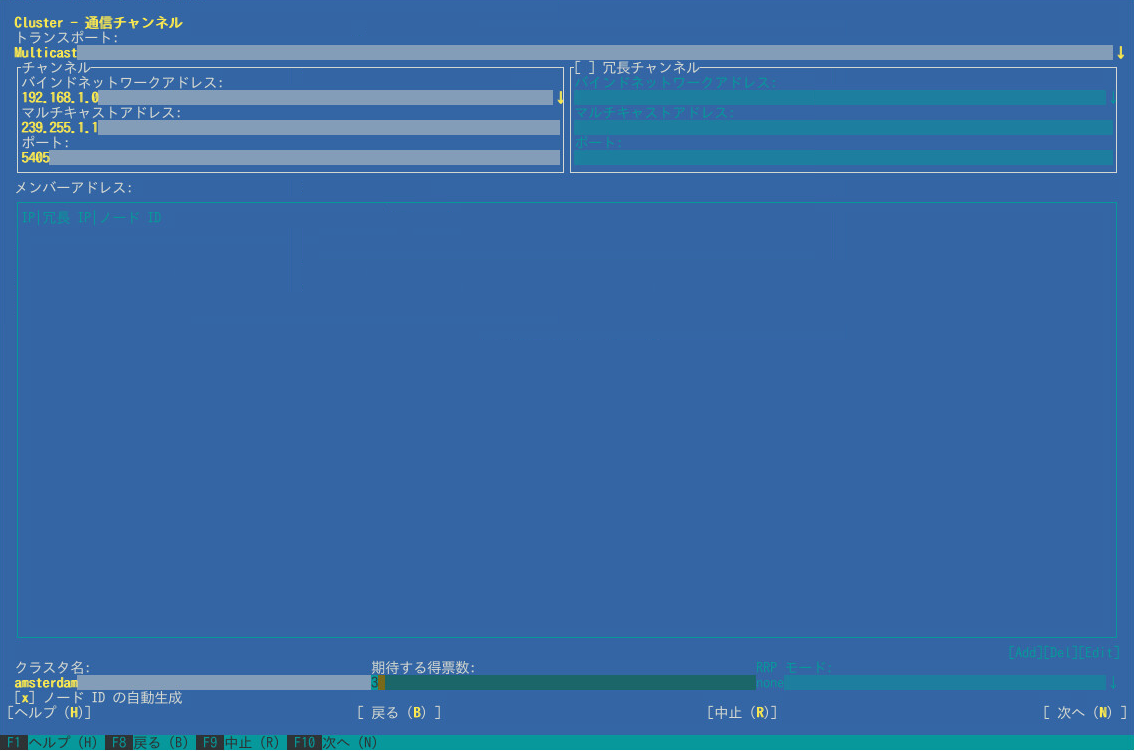 Cluster - 通信チャンネル
トランスポート:
Multicast ↓
チャンネル
バインドネットワークアドレス:
192.168.1.0 ↓
マルチキャストアドレス:
239.255.1.1
ポート:
5405
[ ] 冗長チャンネル
バインドネットワークアドレス:
↓
マルチキャストアドレス:
ポート:
メンバーアドレス:
IP|冗長 IP|ノード ID
[Add][Del][Edit]
クラスタ名:
amsterdam
期待する得票数:
3
RRP モード:
none ↓
[x] ノード ID の自動生成
[ヘルプ (H)] [ 戻る (B) ] [中止 (R)] [ 次へ (N) ]
F1 ヘルプ (H) F8 戻る (B) F9 中止 (R) F10 次へ (N)